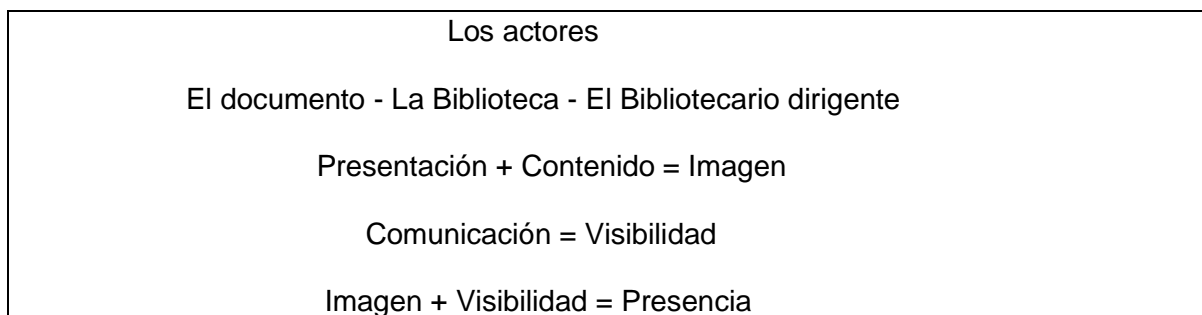 Los actores
El documento - La Biblioteca - El Bibliotecario dirigente
Presentación + Contenido = Imagen
Comunicación = Visibilidad
Imagen + Visibilidad = Presencia